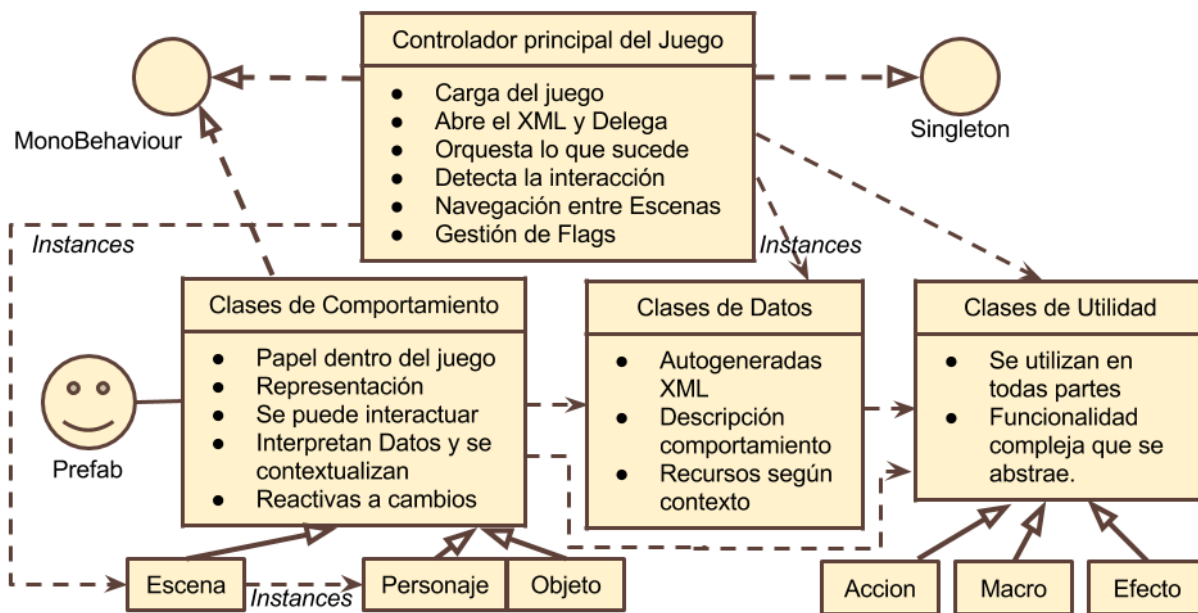 Controlador principal del Juego
● Carga del juego
● Abre el XML y Delega
● Orquesta lo que sucede
● Detecta la interacción
● Navegación entre Escenas
● Gestión de Flags
MonoBehaviour
Singleton
Instances
Instances
Clases de Comportamiento
● Papel dentro del juego
● Representación
● Se puede interactuar
● Interpretan Datos y se
contextualizan
● Reactivas a cambios
Prefab
Clases de Datos
● Autogeneradas
XML
● Descripción
comportamiento
● Recursos según
contexto
Clases de Utilidad
● Se utilizan en
todas partes
● Funcionalidad
compleja que se
abstrae.
Escena
Instances
Personaje
Objeto
Accion
Macro
Efecto